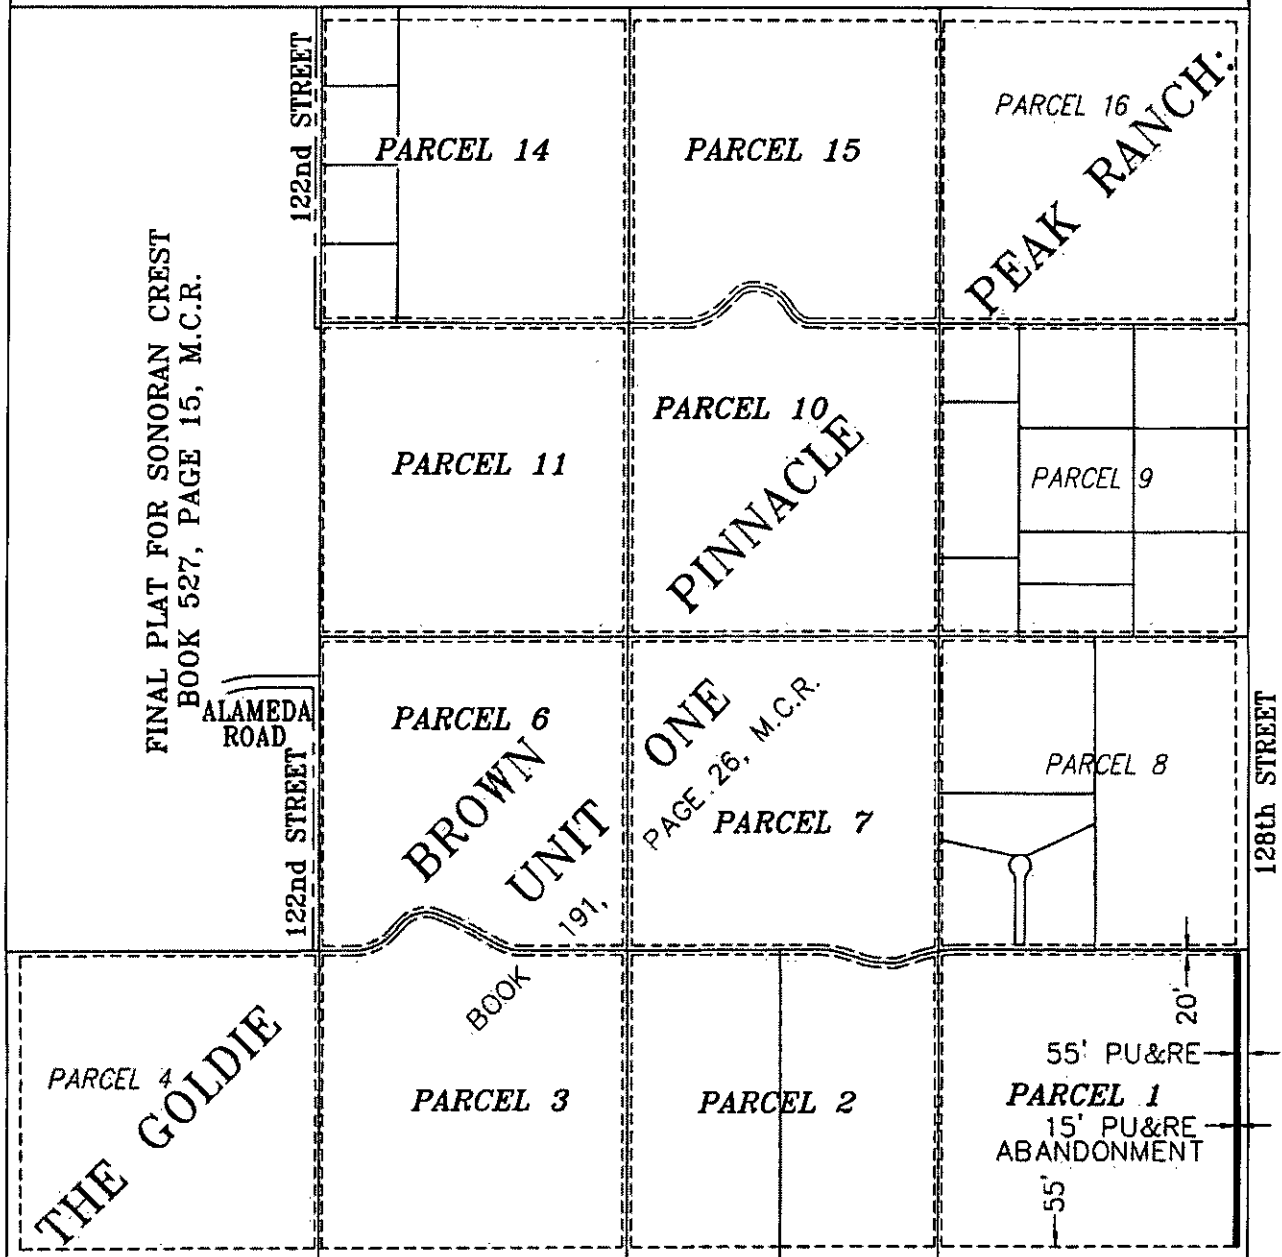 122nd STREET
PARCEL 14
PARCEL 15
PARCEL 16
PEAK RANCH:
FINAL PLAT FOR SONORAN CREST
BOOK 527, PAGE 15, M.C.R.
PARCEL 11
PARCEL 10
PINNACLE
PARCEL 9
ALAMEDA
ROAD
122nd STREET
PARCEL 6
BROWN
UNIT ONE
BOOK 191, PAGE 26, M.C.R.
PARCEL 7
PARCEL 8
128th STREET
THE GOLDIE
PARCEL 4
PARCEL 3
PARCEL 2
20'
55' PU&RE
PARCEL 1
15' PU&RE
ABANDONMENT
55'